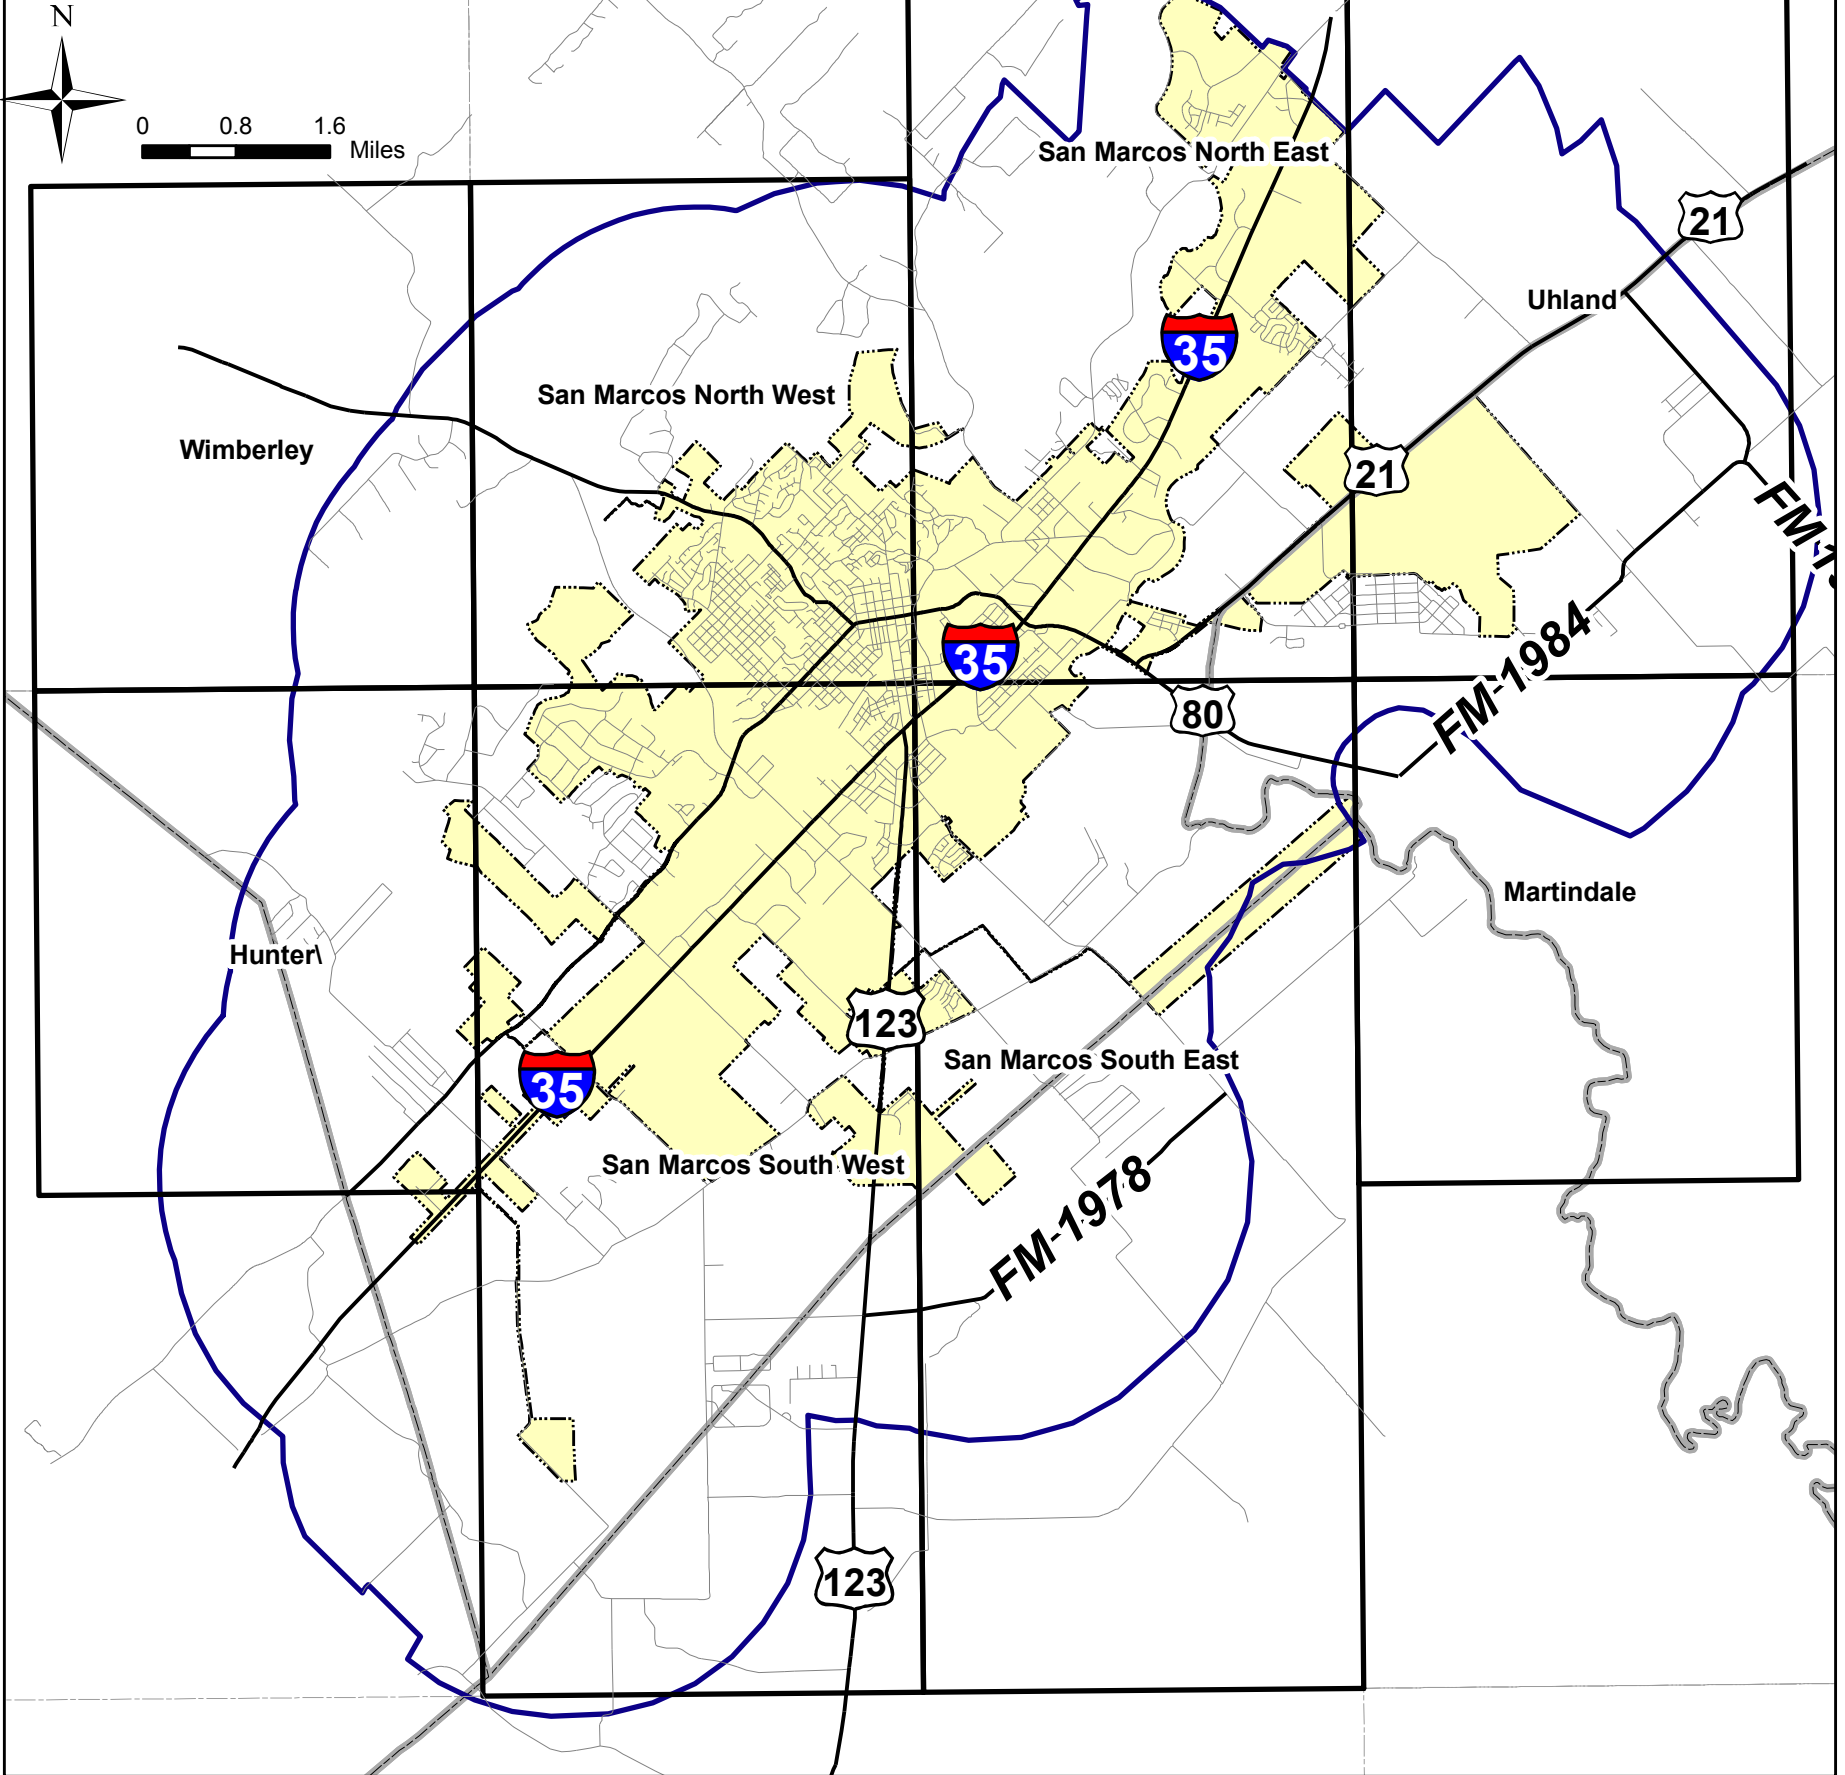 N
0 0.8 1.6
Miles
San Marcos North East
21
Uhland
35
San Marcos North West
Wimberley
21
FM-1984
35
80
Martindale
Hunter\
123
San Marcos South East
35
San Marcos South West
FM-1978
123